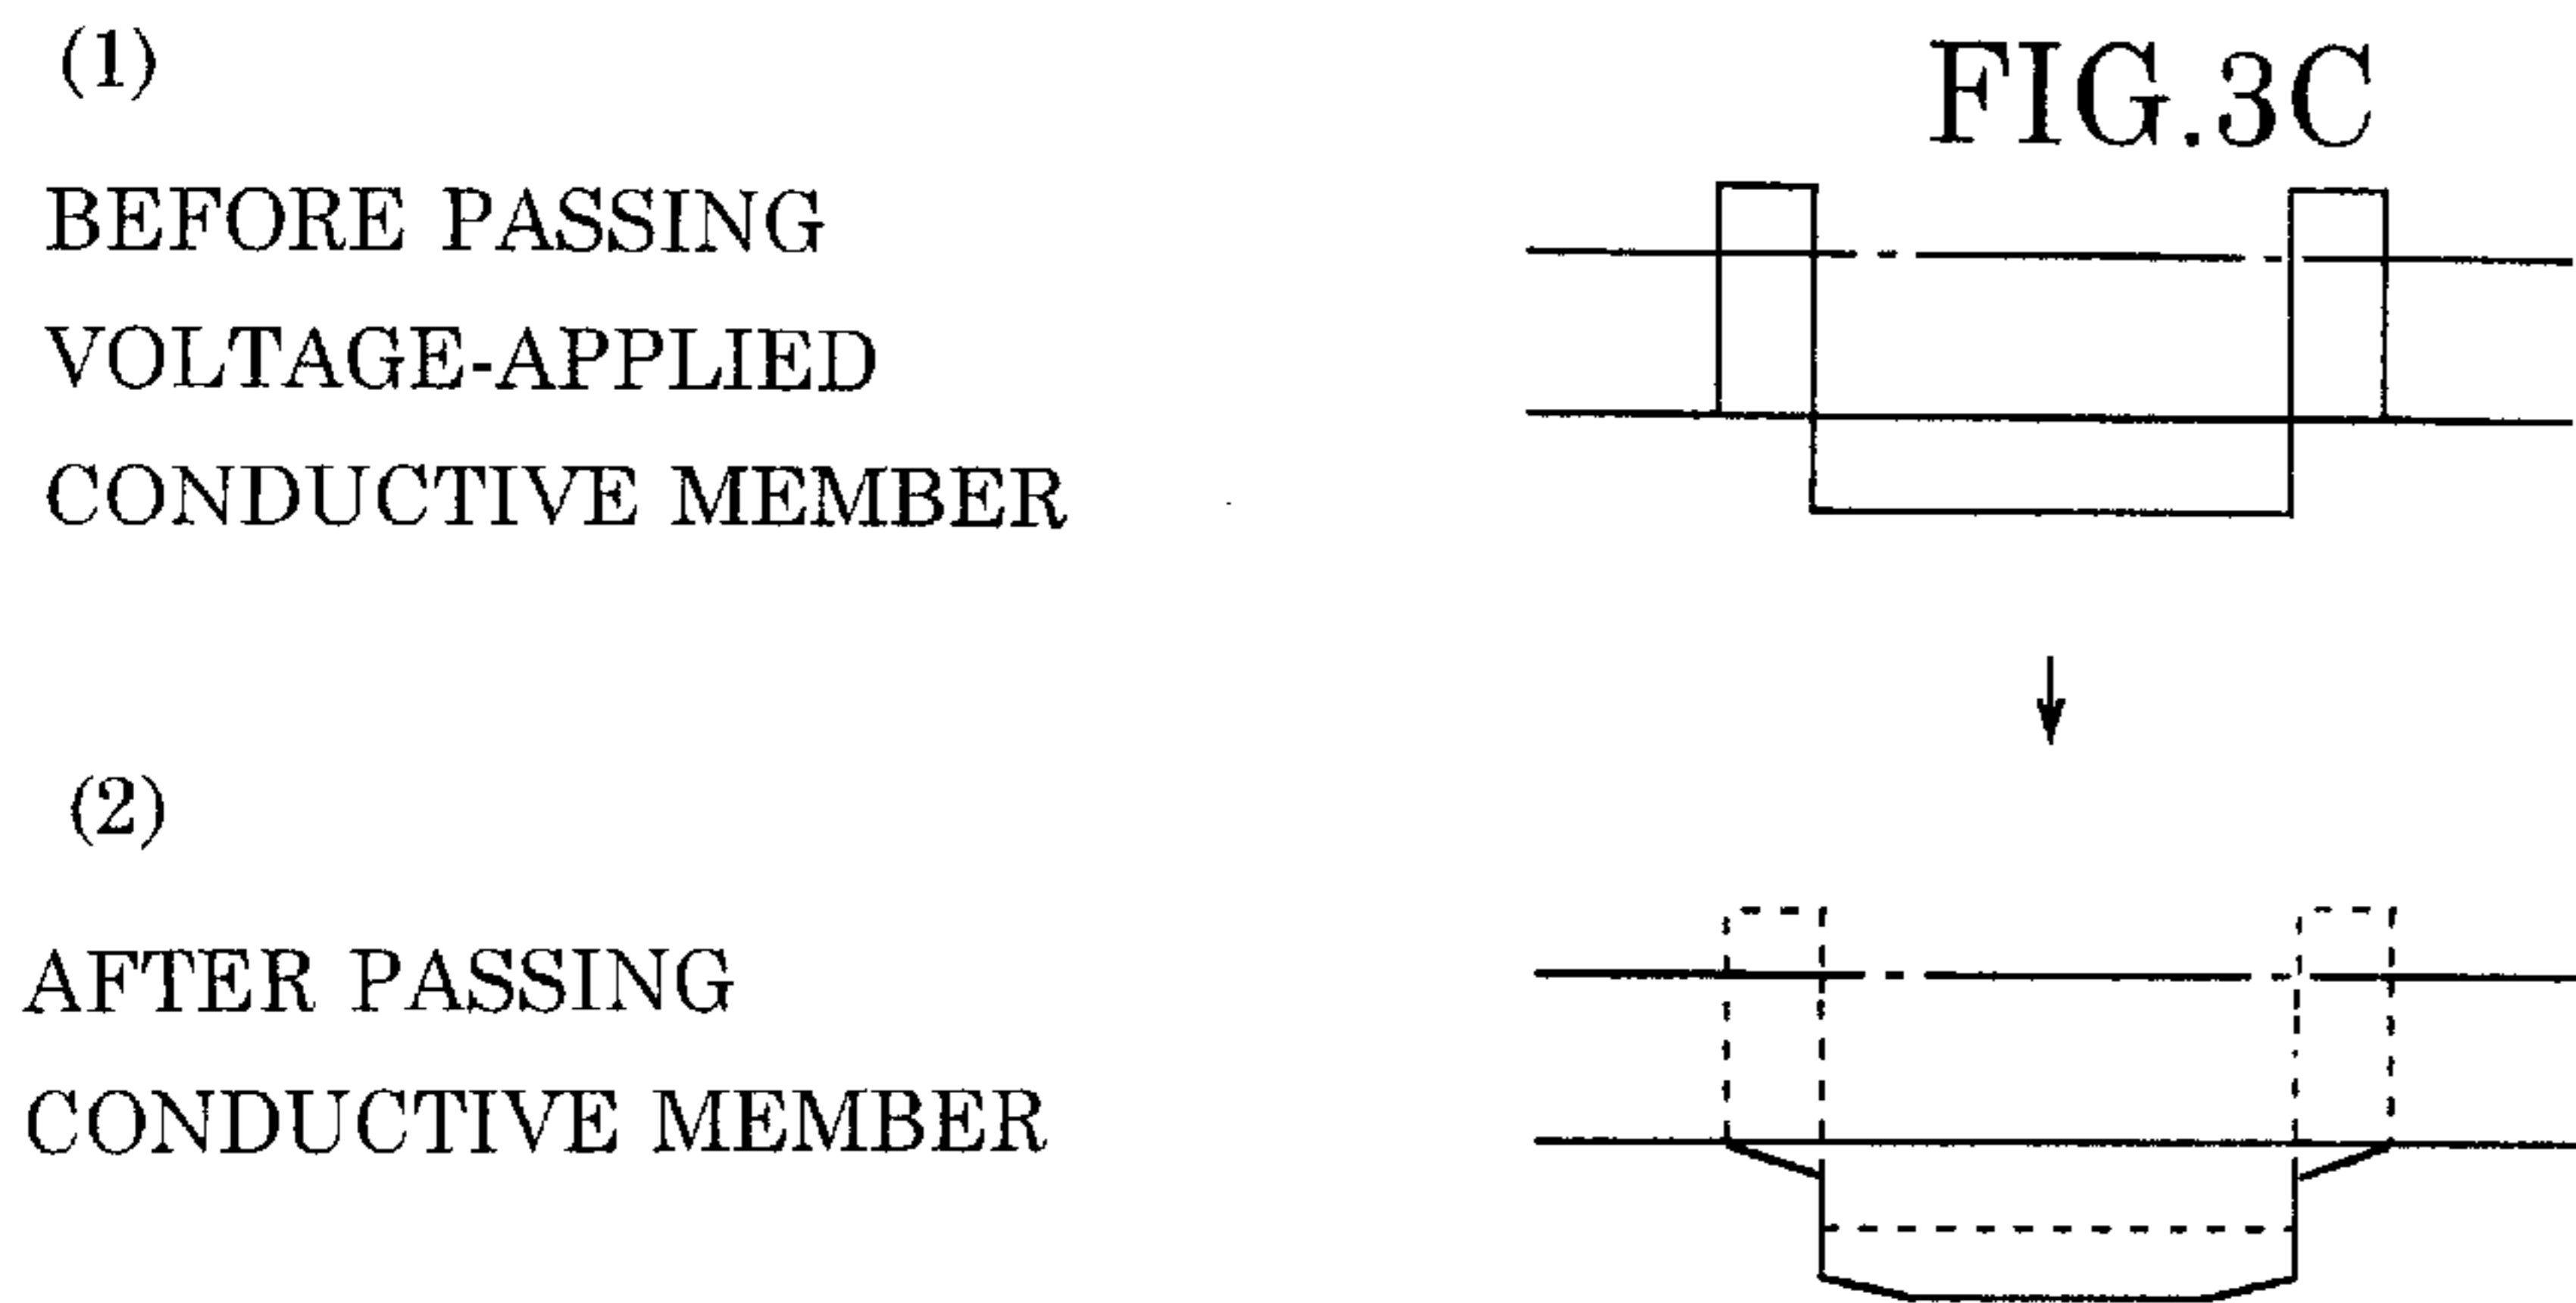 (1)
FIG.3C
BEFORE PASSING
VOLTAGE-APPLIED
CONDUCTIVE MEMBER
(2)
AFTER PASSING
CONDUCTIVE MEMBER